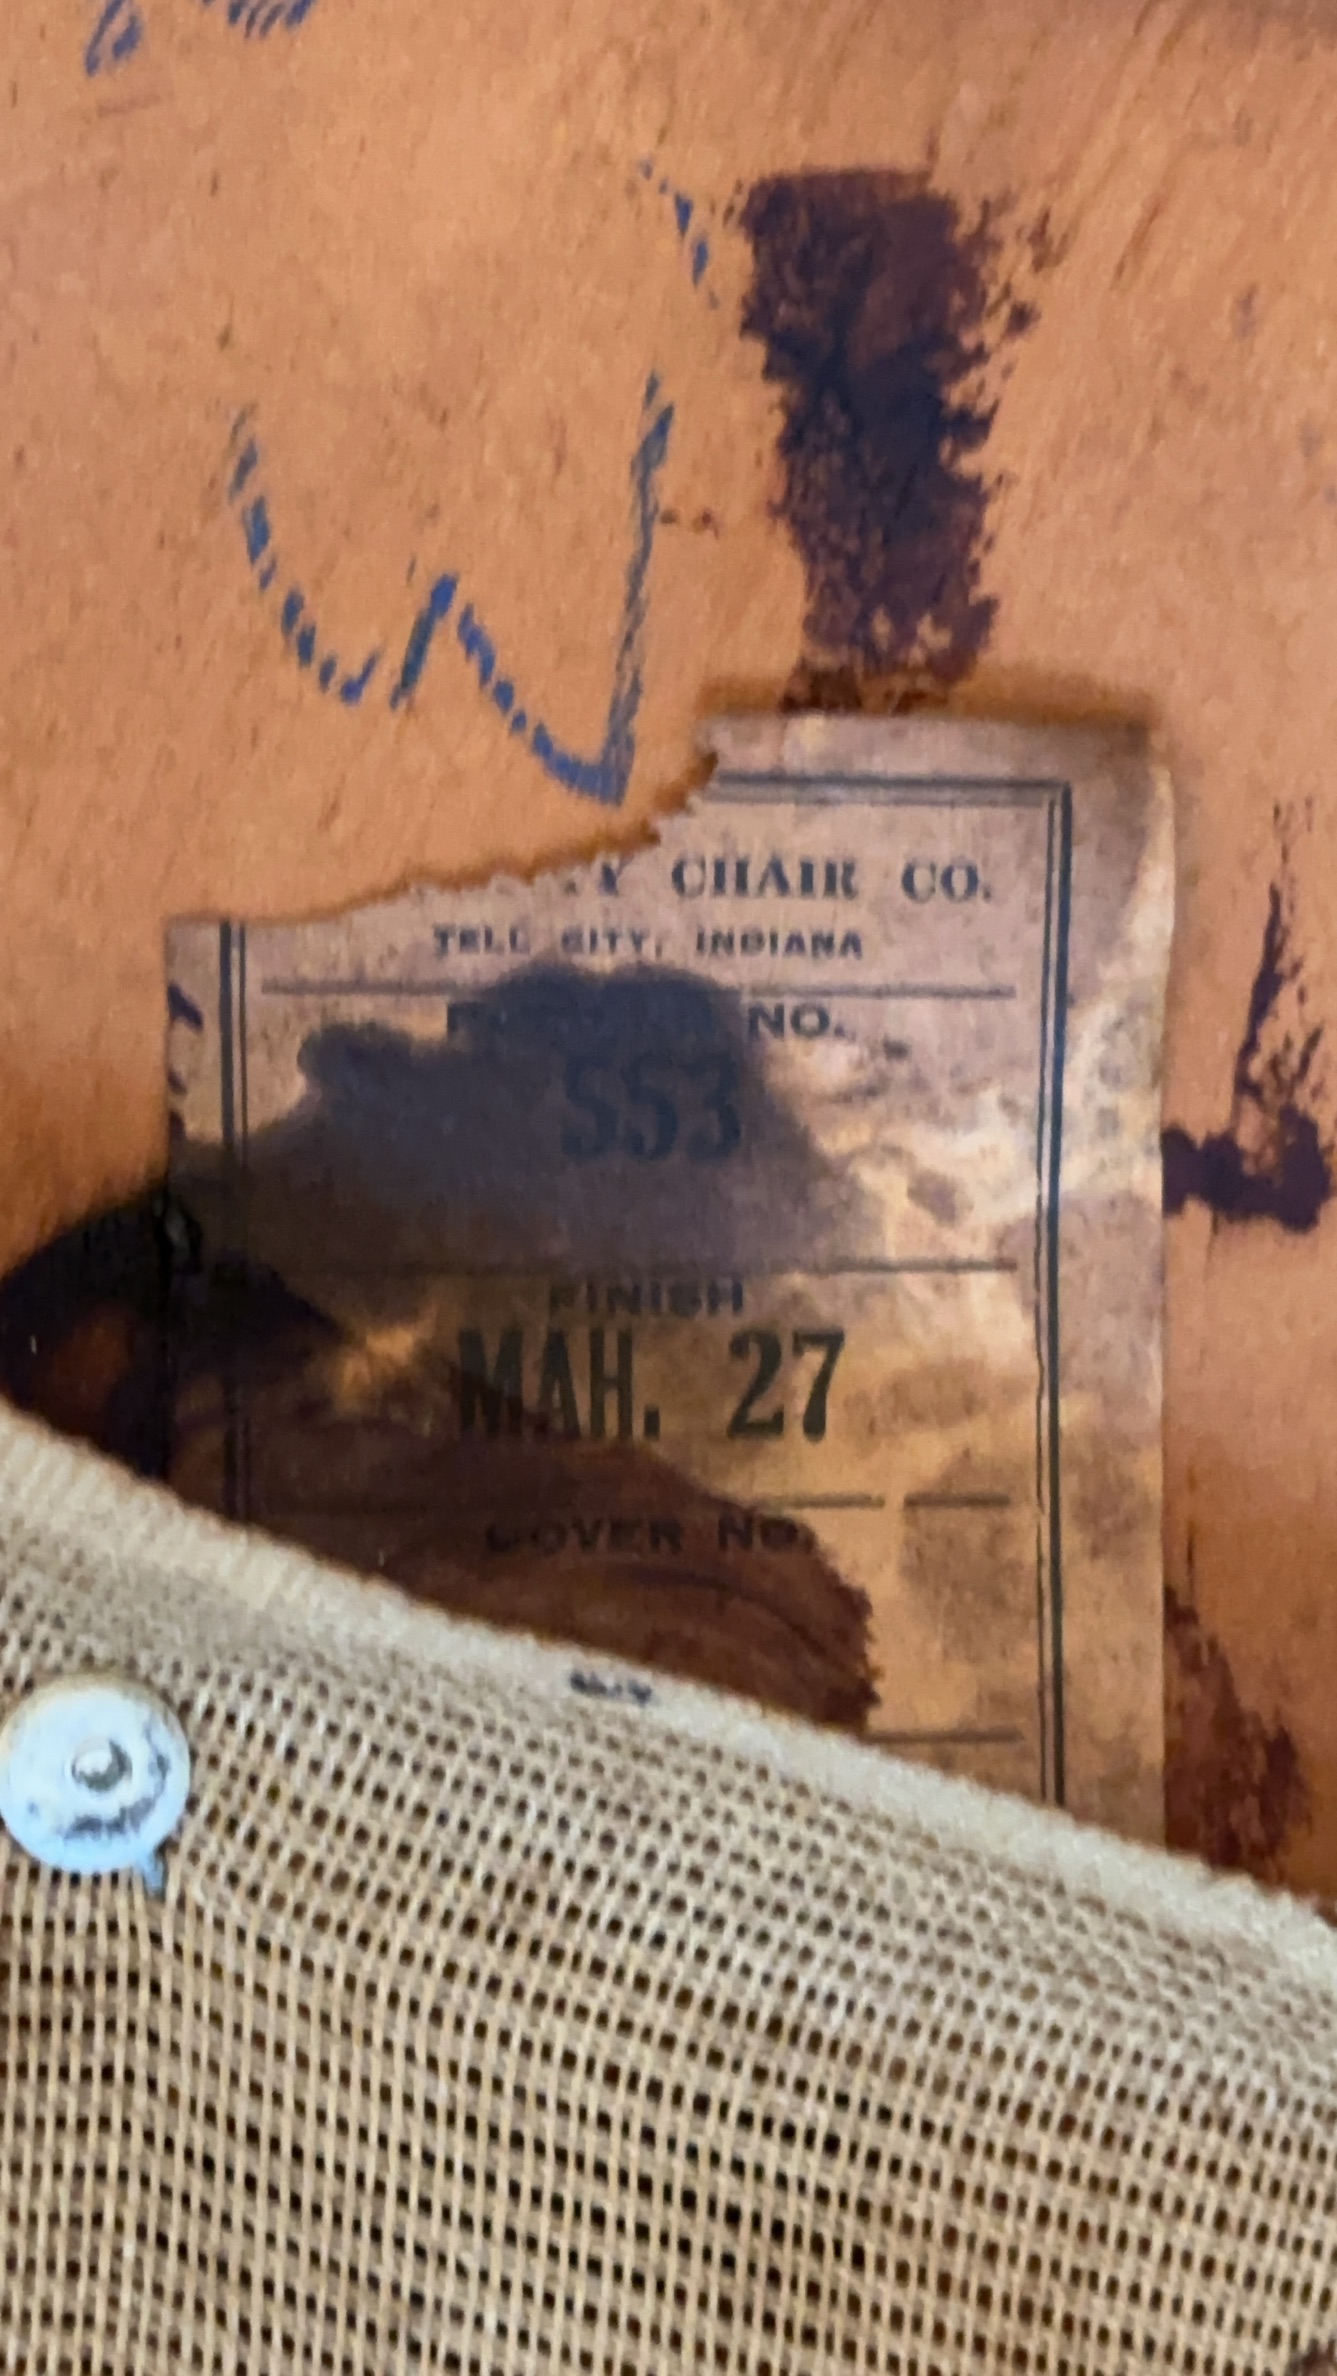 Y CHAIR CO.
TELL CITY, INDIANA
NO.
553
FINISH
MAH. 27
COVER NO.